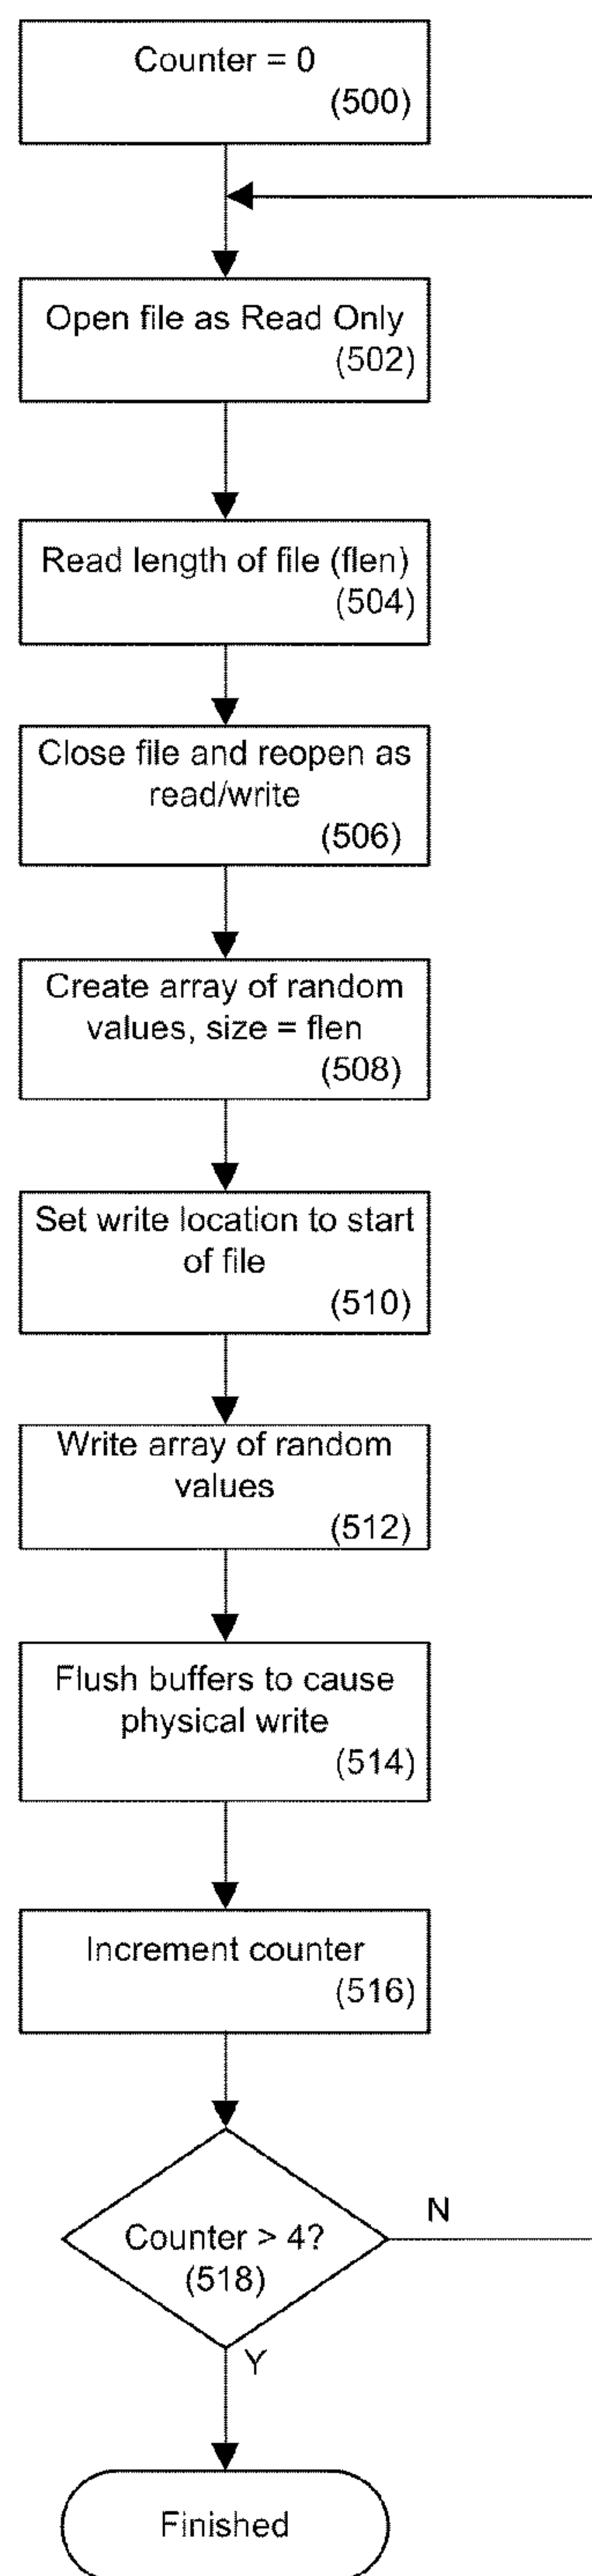 Counter = 0
(500)
Open file as Read Only
(502)
Read length of file (flen)
(504)
Close file and reopen as
read/write
(506)
Create array of random
values, size = flen
(508)
Set write location to start
of file
(510)
Write array of random
values
(512)
Flush buffers to cause
physical write
(514)
Increment counter
(516)
N
Counter > 4?
(518)
Y
Finished